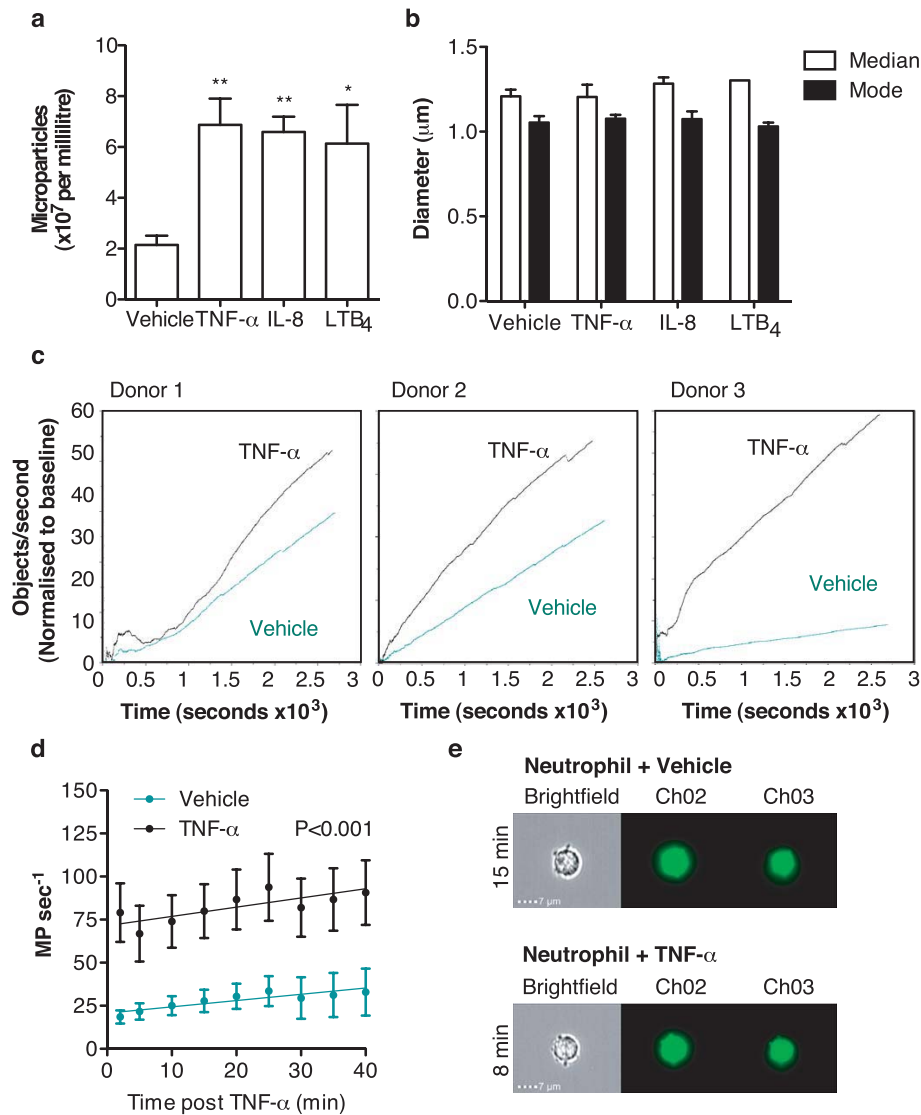 a
Microparticles
(x10⁷ per millilitre)
10
8
6
4
2
0
**
**
*
Vehicle TNF-α IL-8 LTB₄
b
Diameter (μm)
1.5
1.0
0.5
0.0
Median
Mode
Vehicle TNF-α IL-8 LTB₄
c
Donor 1
Donor 2
Donor 3
Objects/second
(Normalised to baseline)
60
50
40
30
20
10
0
TNF-α
Vehicle
TNF-α
Vehicle
TNF-α
Vehicle
0 0.5 1 1.5 2 2.5 3
0 0.5 1 1.5 2 2.5 3
0 0.5 1 1.5 2 2.5 3
Time (seconds x10³)
Time (seconds x10³)
Time (seconds x10³)
d
MP sec⁻¹
150
125
100
75
50
25
0
Vehicle
TNF-α
P<0.001
0 10 20 30 40
Time post TNF-α (min)
e
Neutrophil + Vehicle
Brightfield Ch02 Ch03
15 min
7 μm
Neutrophil + TNF-α
Brightfield Ch02 Ch03
8 min
7 μm